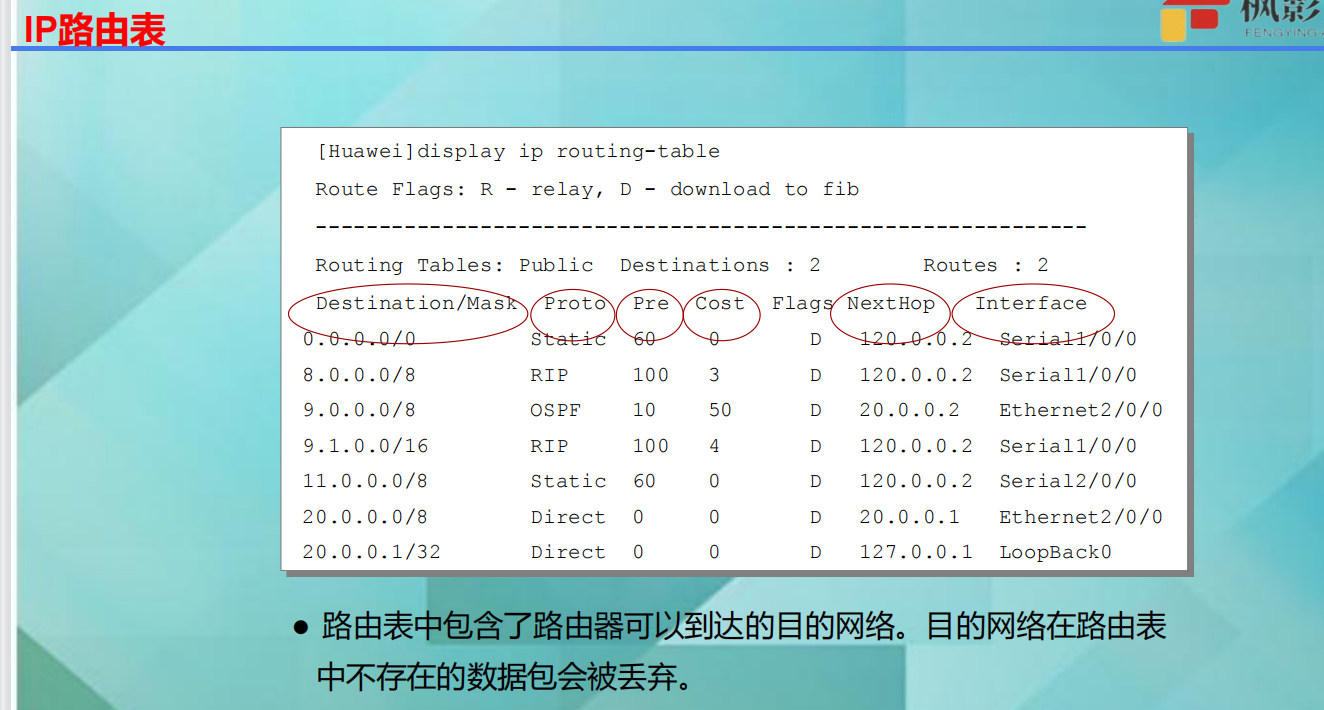 IP路由表
枫影
FENGYING
[Huawei]display ip routing-table
Route Flags: R - relay, D - download to fib
-------------------------------------------------------------
Routing Tables: Public Destinations : 2 Routes : 2
Destination/Mask Proto Pre Cost Flags NextHop Interface
0.0.0.0/0 Static 60 0 D 120.0.0.2 Serial1/0/0
8.0.0.0/8 RIP 100 3 D 120.0.0.2 Serial1/0/0
9.0.0.0/8 OSPF 10 50 D 20.0.0.2 Ethernet2/0/0
9.1.0.0/16 RIP 100 4 D 120.0.0.2 Serial1/0/0
11.0.0.0/8 Static 60 0 D 120.0.0.2 Serial2/0/0
20.0.0.0/8 Direct 0 0 D 20.0.0.1 Ethernet2/0/0
20.0.0.1/32 Direct 0 0 D 127.0.0.1 LoopBack0
● 路由表中包含了路由器可以到达的目的网络。目的网络在路由表
中不存在的数据包会被丢弃。